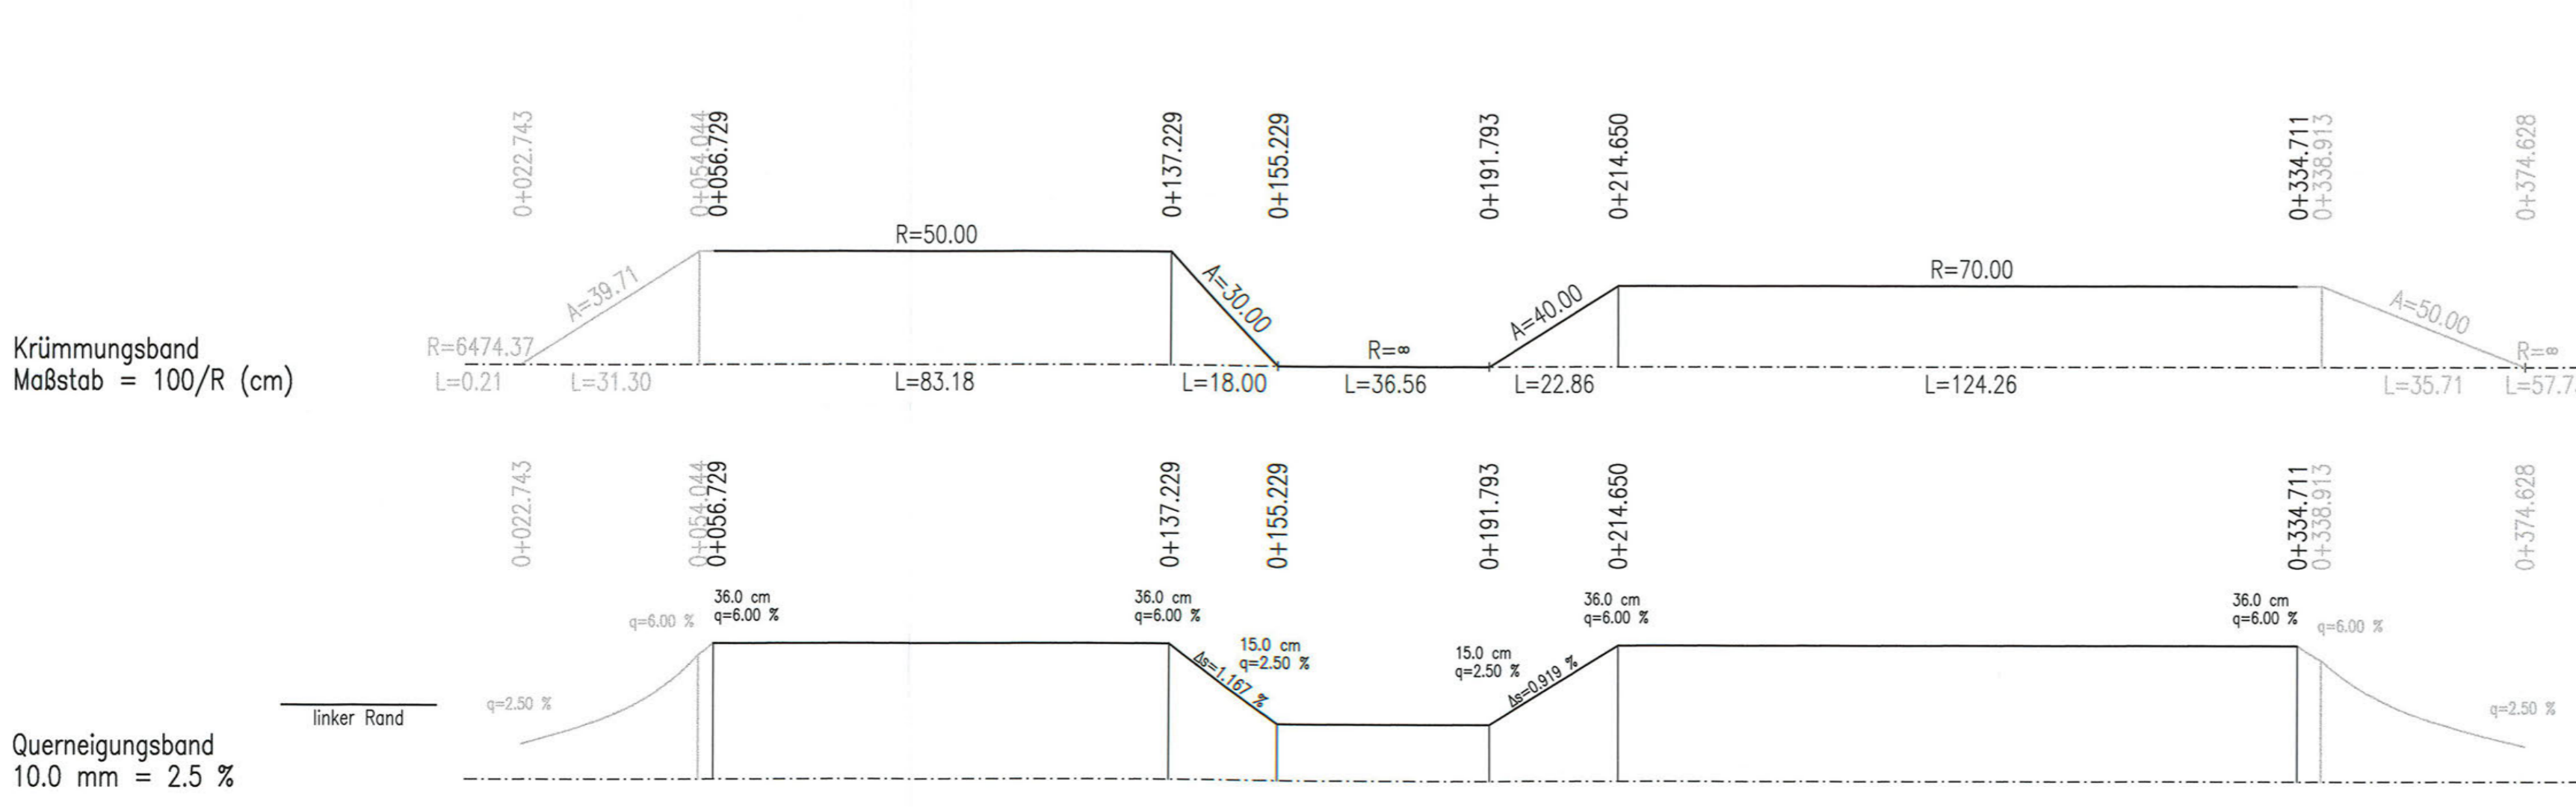 0+022.743
0+054.044
0+056.729
0+137.229
0+155.229
0+191.793
0+214.650
0+334.711
0+338.913
0+374.628
R=50.00
R=70.00
A=39.71
A=30.00
A=40.00
A=50.00
Krümmungsband
Maßstab = 100/R (cm)
R=6474.37
R=∞
R=∞
L=0.21
L=31.30
L=83.18
L=18.00
L=36.56
L=22.86
L=124.26
L=35.71
L=57.7
0+022.743
0+054.044
0+056.729
0+137.229
0+155.229
0+191.793
0+214.650
0+334.711
0+338.913
0+374.628
q=2.50 %
q=6.00 %
36.0 cm
q=6.00 %
36.0 cm
q=6.00 %
Δs=1.167 %
15.0 cm
q=2.50 %
15.0 cm
q=2.50 %
Δs=0.919 %
36.0 cm
q=6.00 %
36.0 cm
q=6.00 %
q=6.00 %
q=2.50 %
linker Rand
Querneigungsband
10.0 mm = 2.5 %